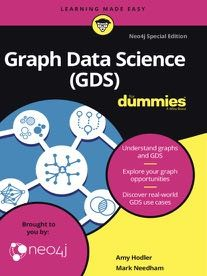 LEARNING MADE EASY
Neo4j Special Edition
Graph Data Science
(GDS)
for
dummies
A Wiley Brand
Understand graphs
and GDS
Explore your graph
opportunities
Discover real-world
GDS use cases
Brought to
you by:
neo4j
Amy Hodler
Mark Needham